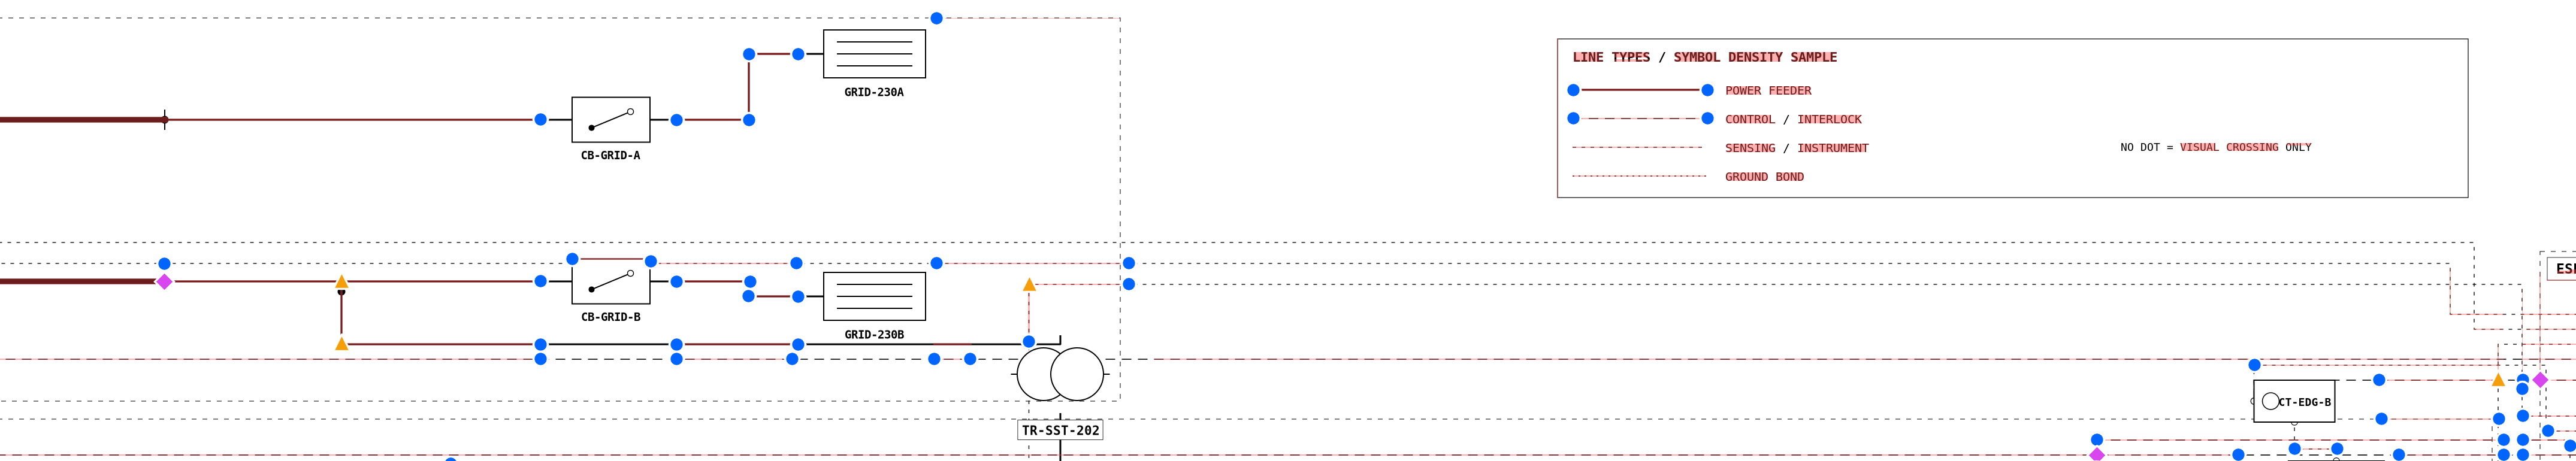 GRID-230A
CB-GRID-A
LINE TYPES / SYMBOL DENSITY SAMPLE
POWER FEEDER
CONTROL / INTERLOCK
SENSING / INSTRUMENT
NO DOT = VISUAL CROSSING ONLY
GROUND BOND
CB-GRID-B
GRID-230B
TR-SST-202
CT-EDG-B